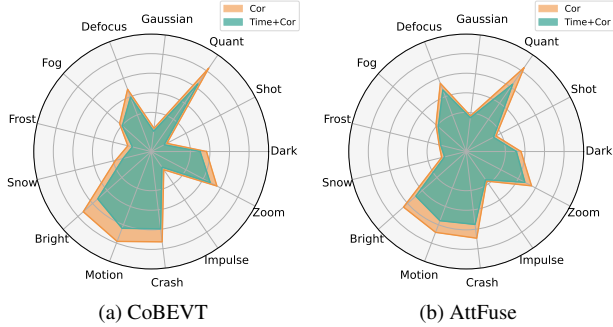 Cor
Time+Cor
Gaussian
Defocus
Quant
Fog
Shot
Frost
Dark
Snow
Zoom
Bright
Impulse
Motion
Crash
(a) CoBEVT
Cor
Time+Cor
Gaussian
Defocus
Quant
Fog
Shot
Frost
Dark
Snow
Zoom
Bright
Impulse
Motion
Crash
(b) AttFuse